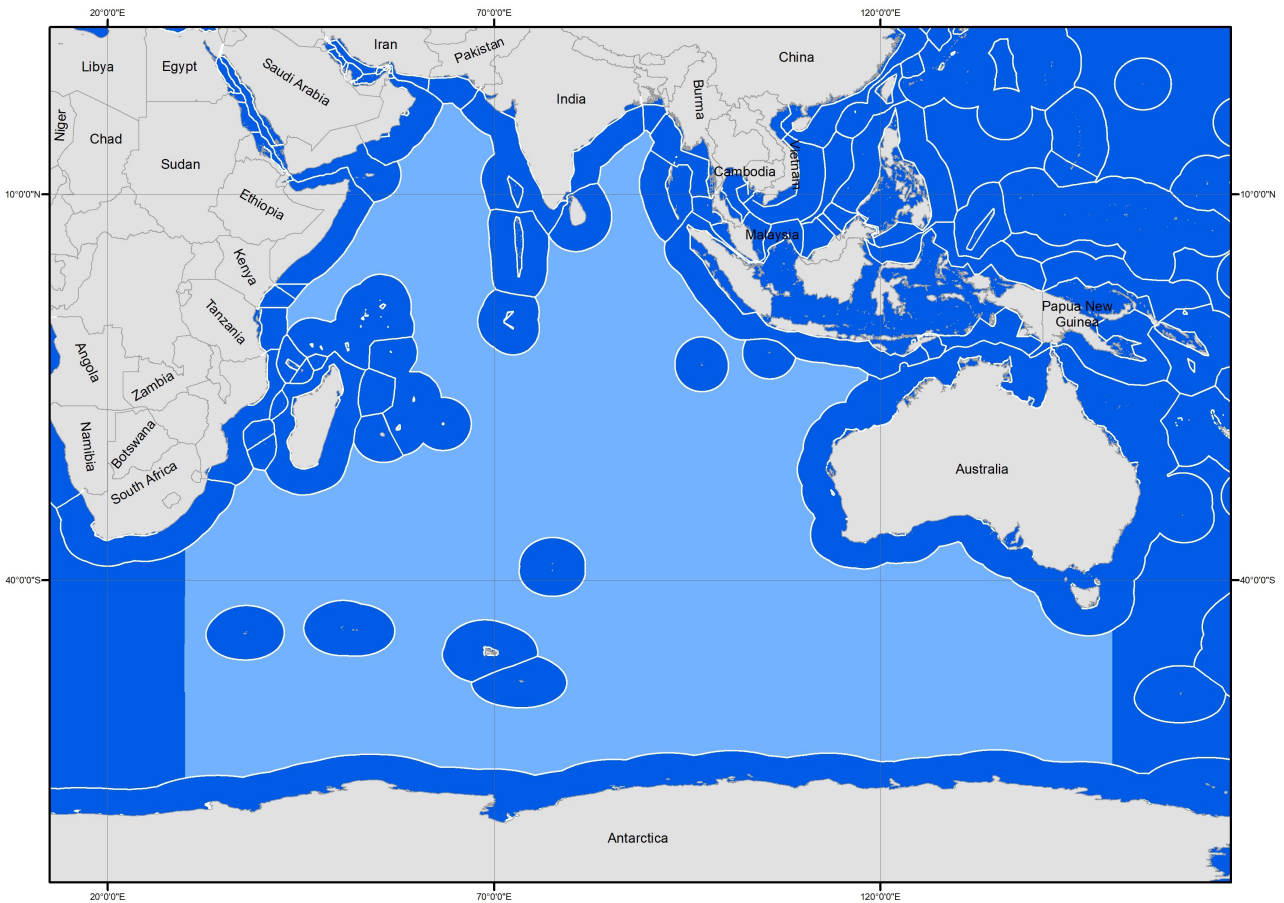 20°0'0"E 70°0'0"E 120°0'0"E
Iran
Pakistan
China
Libya
Egypt
Saudi Arabia
India
Burma
Niger
Chad
Sudan
Vietnam
Cambodia
10°0'0"N
10°0'0"N
Ethiopia
Malaysia
Kenya
Papua New
Guinea
Tanzania
Angola
Zambia
Namibia
Botswana
South Africa
Australia
40°0'0"S
40°0'0"S
Antarctica
20°0'0"E 70°0'0"E 120°0'0"E